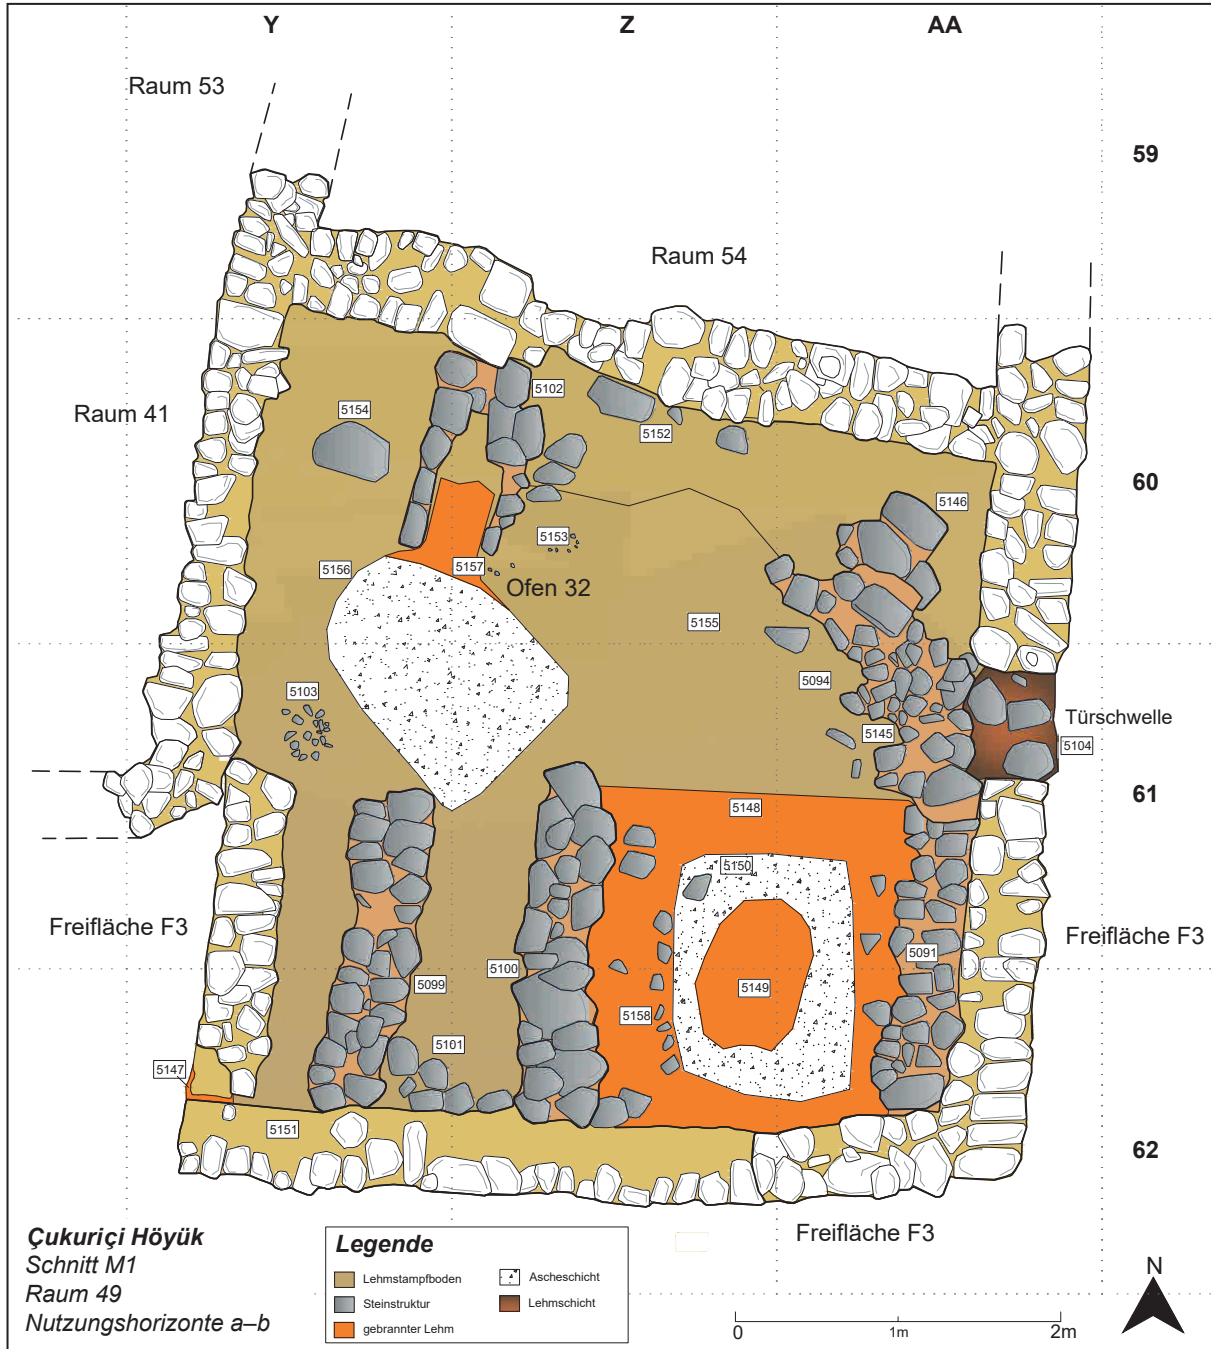 Y Z AA
Raum 53
59
Raum 54
5102
Raum 41
5154
5152
60
5146
5153
5156
5157
Ofen 32
5155
5103
5094
Türschwelle
5145
5104
61
5148
5150
Freifläche F3
Freifläche F3
5091
5100
5099
5149
5158
5101
5147
5151
62
Freifläche F3
Çukuriçi Höyük
Schnitt M1
Raum 49
Nutzungshorizonte a–b
Legende
Lehmstampfboden
Steinstruktur
gebrannter Lehm
Ascheschicht
Lehmschicht
N
0 1m 2m